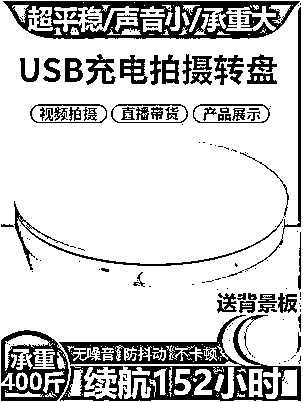 超平稳/声音小/承重大
USB充电拍摄转盘
视频拍摄 直播带货 产品展示
送背景板
承重
400斤
无噪音 防抖动 不卡顿
续航152小时